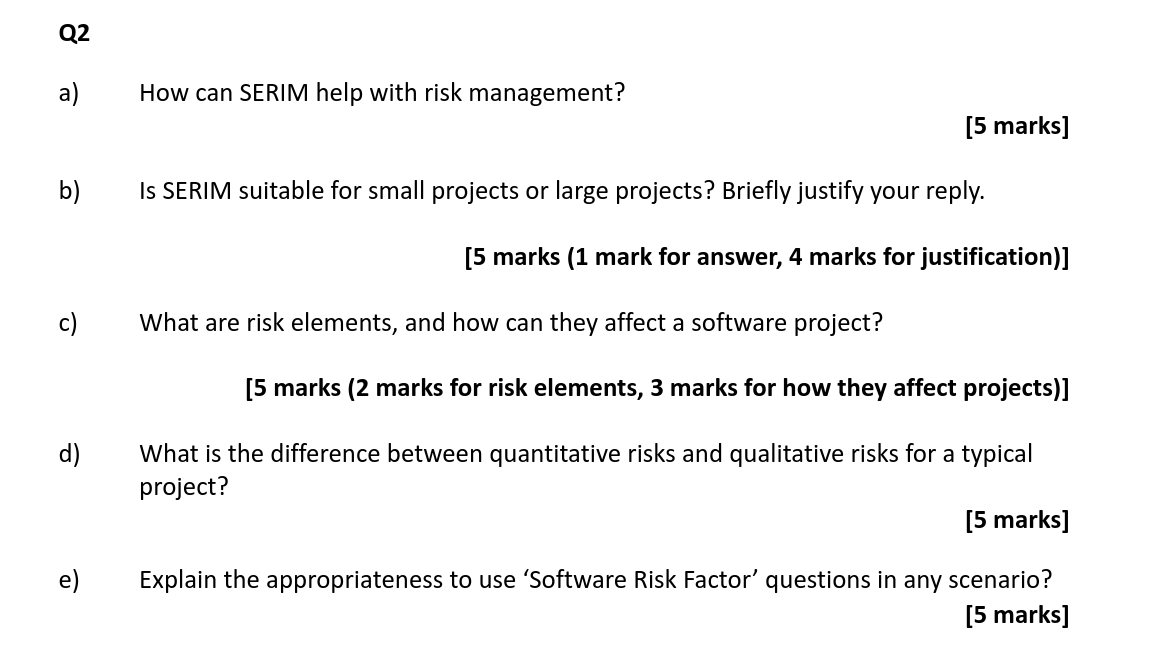 Q2
a) How can SERIM help with risk management?
[5 marks]
b) Is SERIM suitable for small projects or large projects? Briefly justify your reply.
[5 marks (1 mark for answer, 4 marks for justification)]
c) What are risk elements, and how can they affect a software project?
[5 marks (2 marks for risk elements, 3 marks for how they affect projects)]
d) What is the difference between quantitative risks and qualitative risks for a typical
project?
[5 marks]
e) Explain the appropriateness to use ‘Software Risk Factor’ questions in any scenario?
[5 marks]